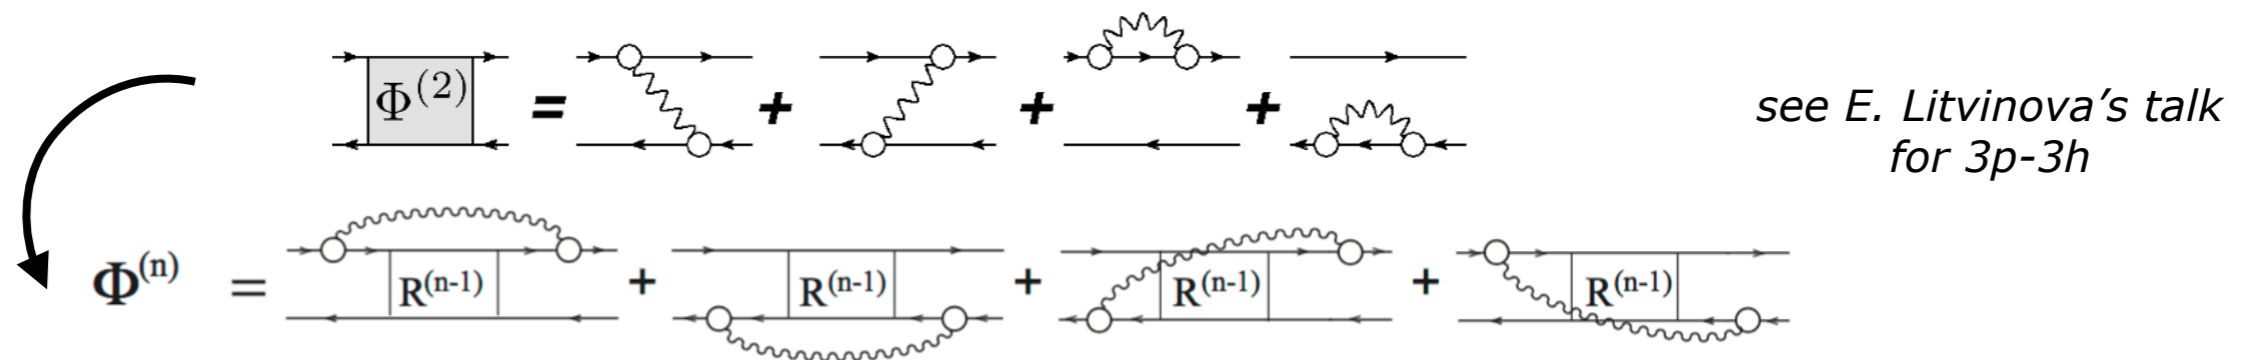 Φ(2) = + + +
see E. Litvinova's talk
for 3p-3h
Φ(n) = R(n-1) + R(n-1) + R(n-1) + R(n-1)